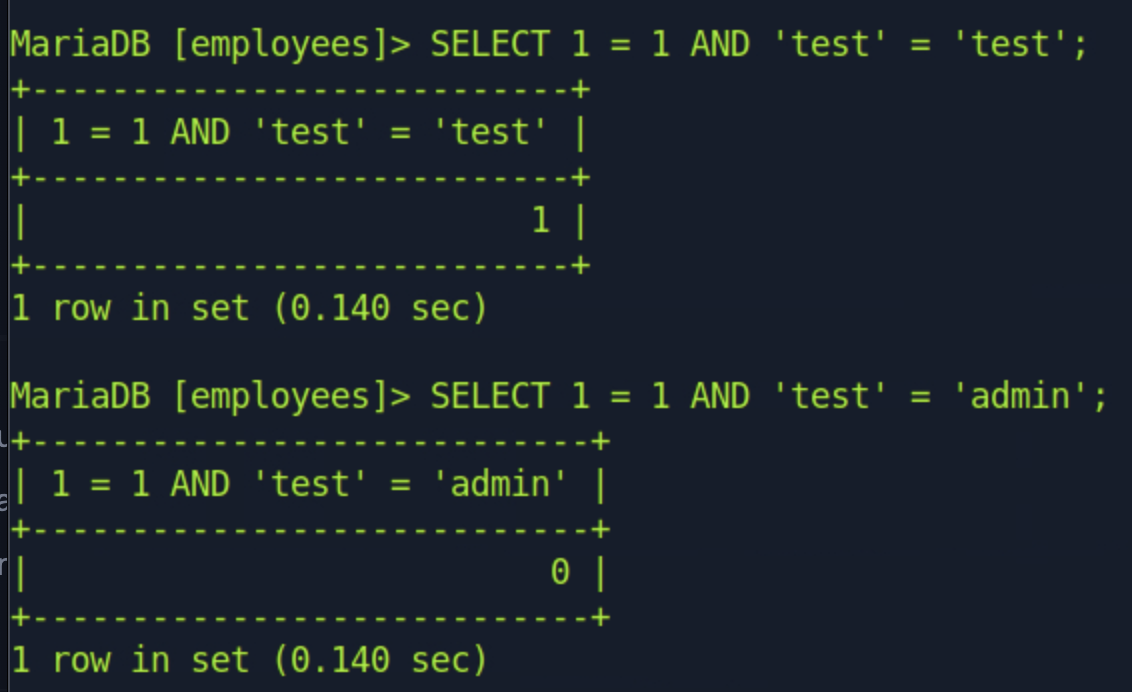 MariaDB [employees]> SELECT 1 = 1 AND 'test' = 'test';
+---------------------------+
| 1 = 1 AND 'test' = 'test' |
+---------------------------+
|                         1 |
+---------------------------+
1 row in set (0.140 sec)
MariaDB [employees]> SELECT 1 = 1 AND 'test' = 'admin';
+----------------------------+
| 1 = 1 AND 'test' = 'admin' |
+----------------------------+
|                          0 |
+----------------------------+
1 row in set (0.140 sec)